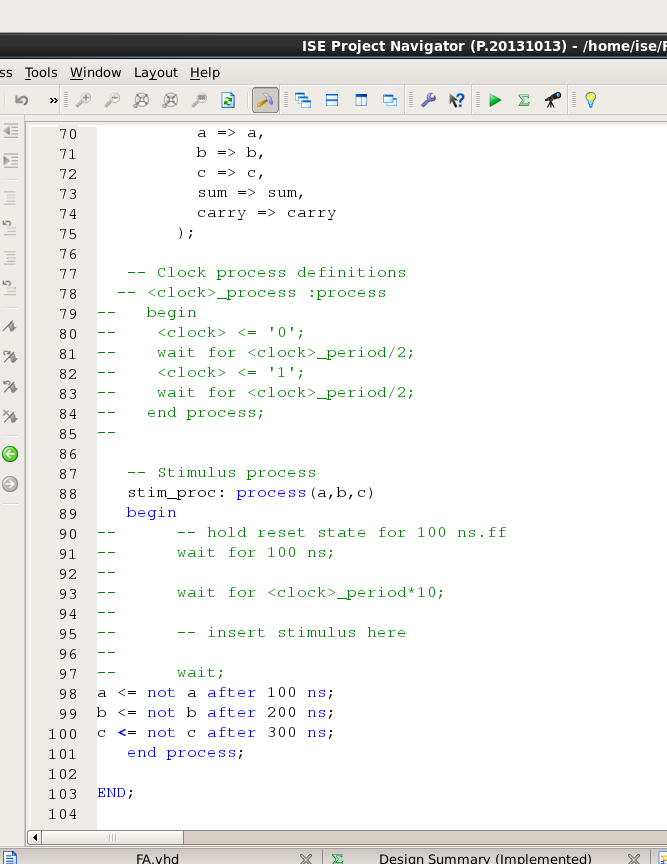 ISE Project Navigator (P.20131013) - /home/ise/F
ss Tools Window Layout Help
»
70 a => a,
71 b => b,
72 c => c,
73 sum => sum,
74 carry => carry
75 );
76
77 -- Clock process definitions
78 -- <clock>_process :process
79 -- begin
80 -- <clock> <= '0';
81 -- wait for <clock>_period/2;
82 -- <clock> <= '1';
83 -- wait for <clock>_period/2;
84 -- end process;
85 --
86
87 -- Stimulus process
88 stim_proc: process(a,b,c)
89 begin
90 -- -- hold reset state for 100 ns.ff
91 -- wait for 100 ns;
92 --
93 -- wait for <clock>_period*10;
94 --
95 -- -- insert stimulus here
96 --
97 -- wait;
98 a <= not a after 100 ns;
99 b <= not b after 200 ns;
100 c <= not c after 300 ns;
101 end process;
102
103 END;
104
FA.vhd Design Summary (Implemented)